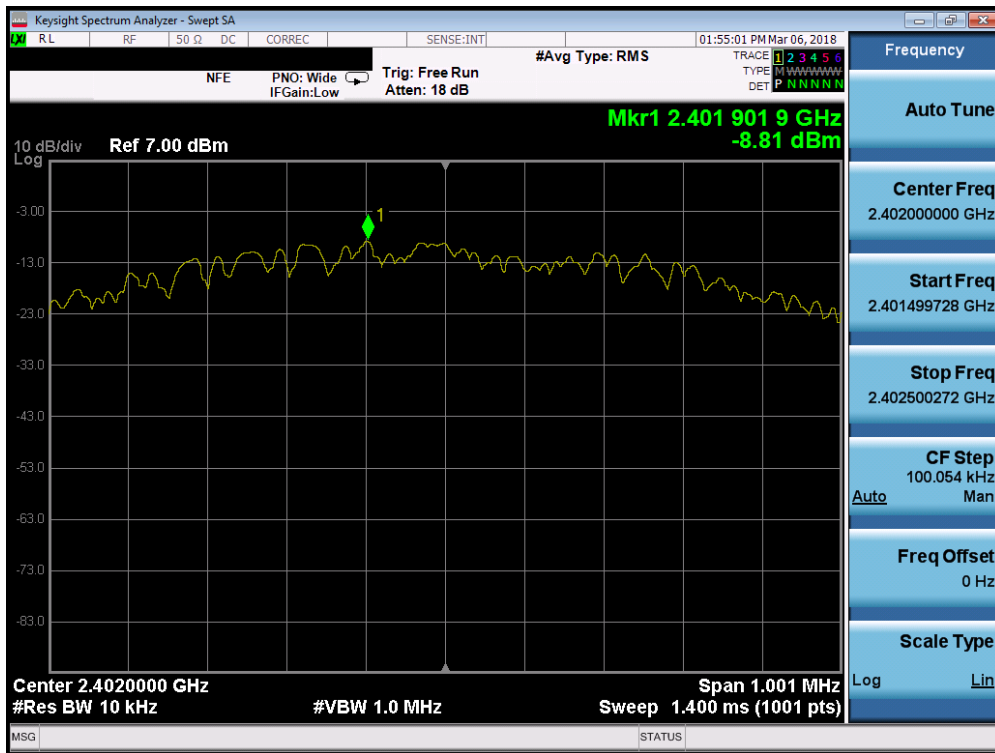 Keysight Spectrum Analyzer - Swept SA
LXI RL RF 50 Ω DC CORREC SENSE:INT 01:55:01 PM Mar 06, 2018
Frequency
#Avg Type: RMS TRACE 1 2 3 4 5 6
NFE PNO: Wide Trig: Free Run TYPE M WWWWW
IFGain:Low Atten: 18 dB DET P N N N N N
Auto Tune
Mkr1 2.401 901 9 GHz
-8.81 dBm
10 dB/div Ref 7.00 dBm
Log
1
-3.00
-13.0
-23.0
-33.0
-43.0
-53.0
-63.0
-73.0
-83.0
Center Freq
2.402000000 GHz
Start Freq
2.401499728 GHz
Stop Freq
2.402500272 GHz
CF Step
100.054 kHz
Auto Man
Freq Offset
0 Hz
Scale Type
Log Lin
Center 2.4020000 GHz Span 1.001 MHz
#Res BW 10 kHz #VBW 1.0 MHz Sweep 1.400 ms (1001 pts)
MSG STATUS